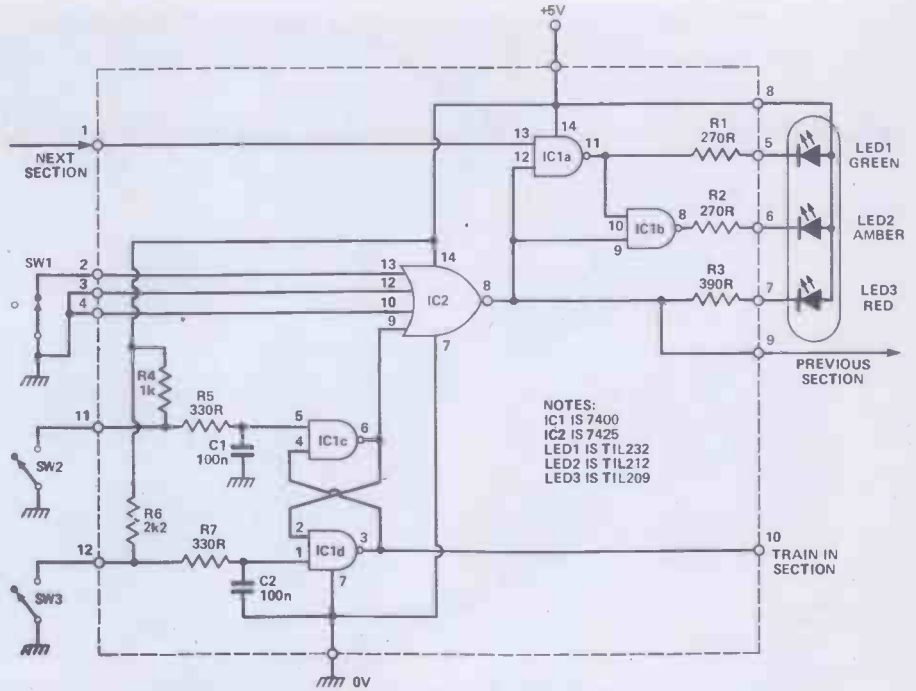 +5V
8
1
NEXT
SECTION
13
14
11
12
IC1a
R1
270R
5
LED1
GREEN
10
9
IC1b
8
R2
270R
6
LED2
AMBER
SW1
2
3
4
13
12
10
9
14
IC2
8
7
R3
390R
7
LED3
RED
9
PREVIOUS
SECTION
R4
1k
11
R5
330R
C1
100n
5
4
IC1c
6
SW2
NOTES:
IC1 IS 7400
IC2 IS 7425
LED1 IS TIL232
LED2 IS TIL212
LED3 IS TIL209
R6
2k2
12
R7
330R
C2
100n
2
1
IC1d
3
7
SW3
10
TRAIN IN
SECTION
0V